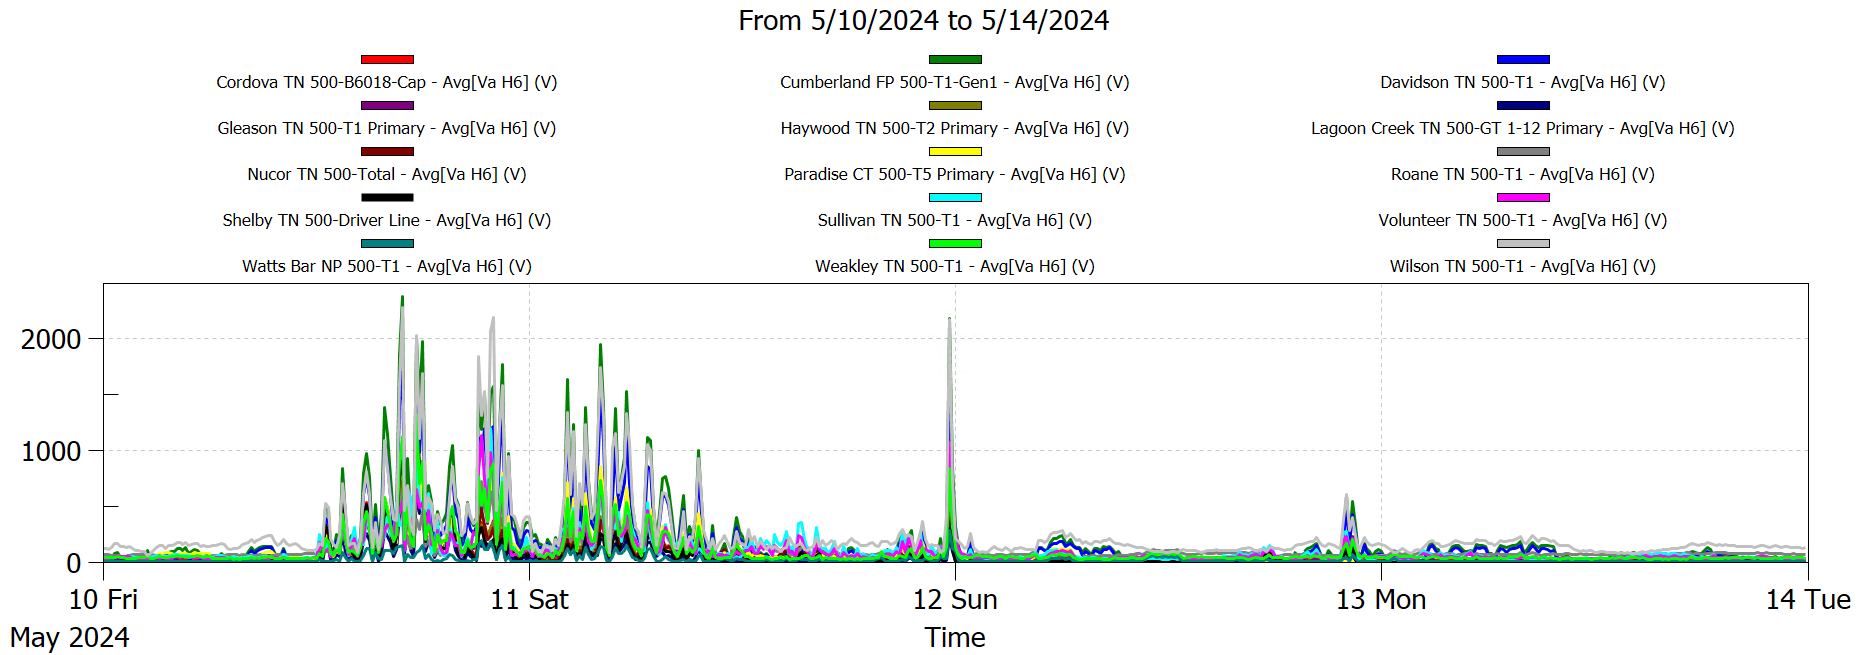 From 5/10/2024 to 5/14/2024
Cordova TN 500-B6018-Cap - Avg[Va H6] (V)
Cumberland FP 500-T1-Gen1 - Avg[Va H6] (V)
Davidson TN 500-T1 - Avg[Va H6] (V)
Gleason TN 500-T1 Primary - Avg[Va H6] (V)
Haywood TN 500-T2 Primary - Avg[Va H6] (V)
Lagoon Creek TN 500-GT 1-12 Primary - Avg[Va H6] (V)
Nucor TN 500-Total - Avg[Va H6] (V)
Paradise CT 500-T5 Primary - Avg[Va H6] (V)
Roane TN 500-T1 - Avg[Va H6] (V)
Shelby TN 500-Driver Line - Avg[Va H6] (V)
Sullivan TN 500-T1 - Avg[Va H6] (V)
Volunteer TN 500-T1 - Avg[Va H6] (V)
Watts Bar NP 500-T1 - Avg[Va H6] (V)
Weakley TN 500-T1 - Avg[Va H6] (V)
Wilson TN 500-T1 - Avg[Va H6] (V)
2000
1000
0
10 Fri
11 Sat
12 Sun
13 Mon
14 Tue
May 2024
Time